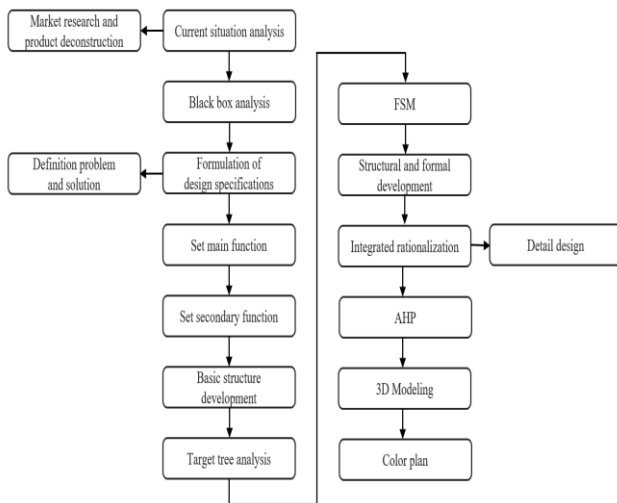 Market research and
product deconstruction
Current situation analysis
Black box analysis
Definition problem
and solution
Formulation of
design specifications
Set main function
Set secondary function
Basic structure
development
Target tree analysis
FSM
Structural and formal
development
Integrated rationalization
Detail design
AHP
3D Modeling
Color plan